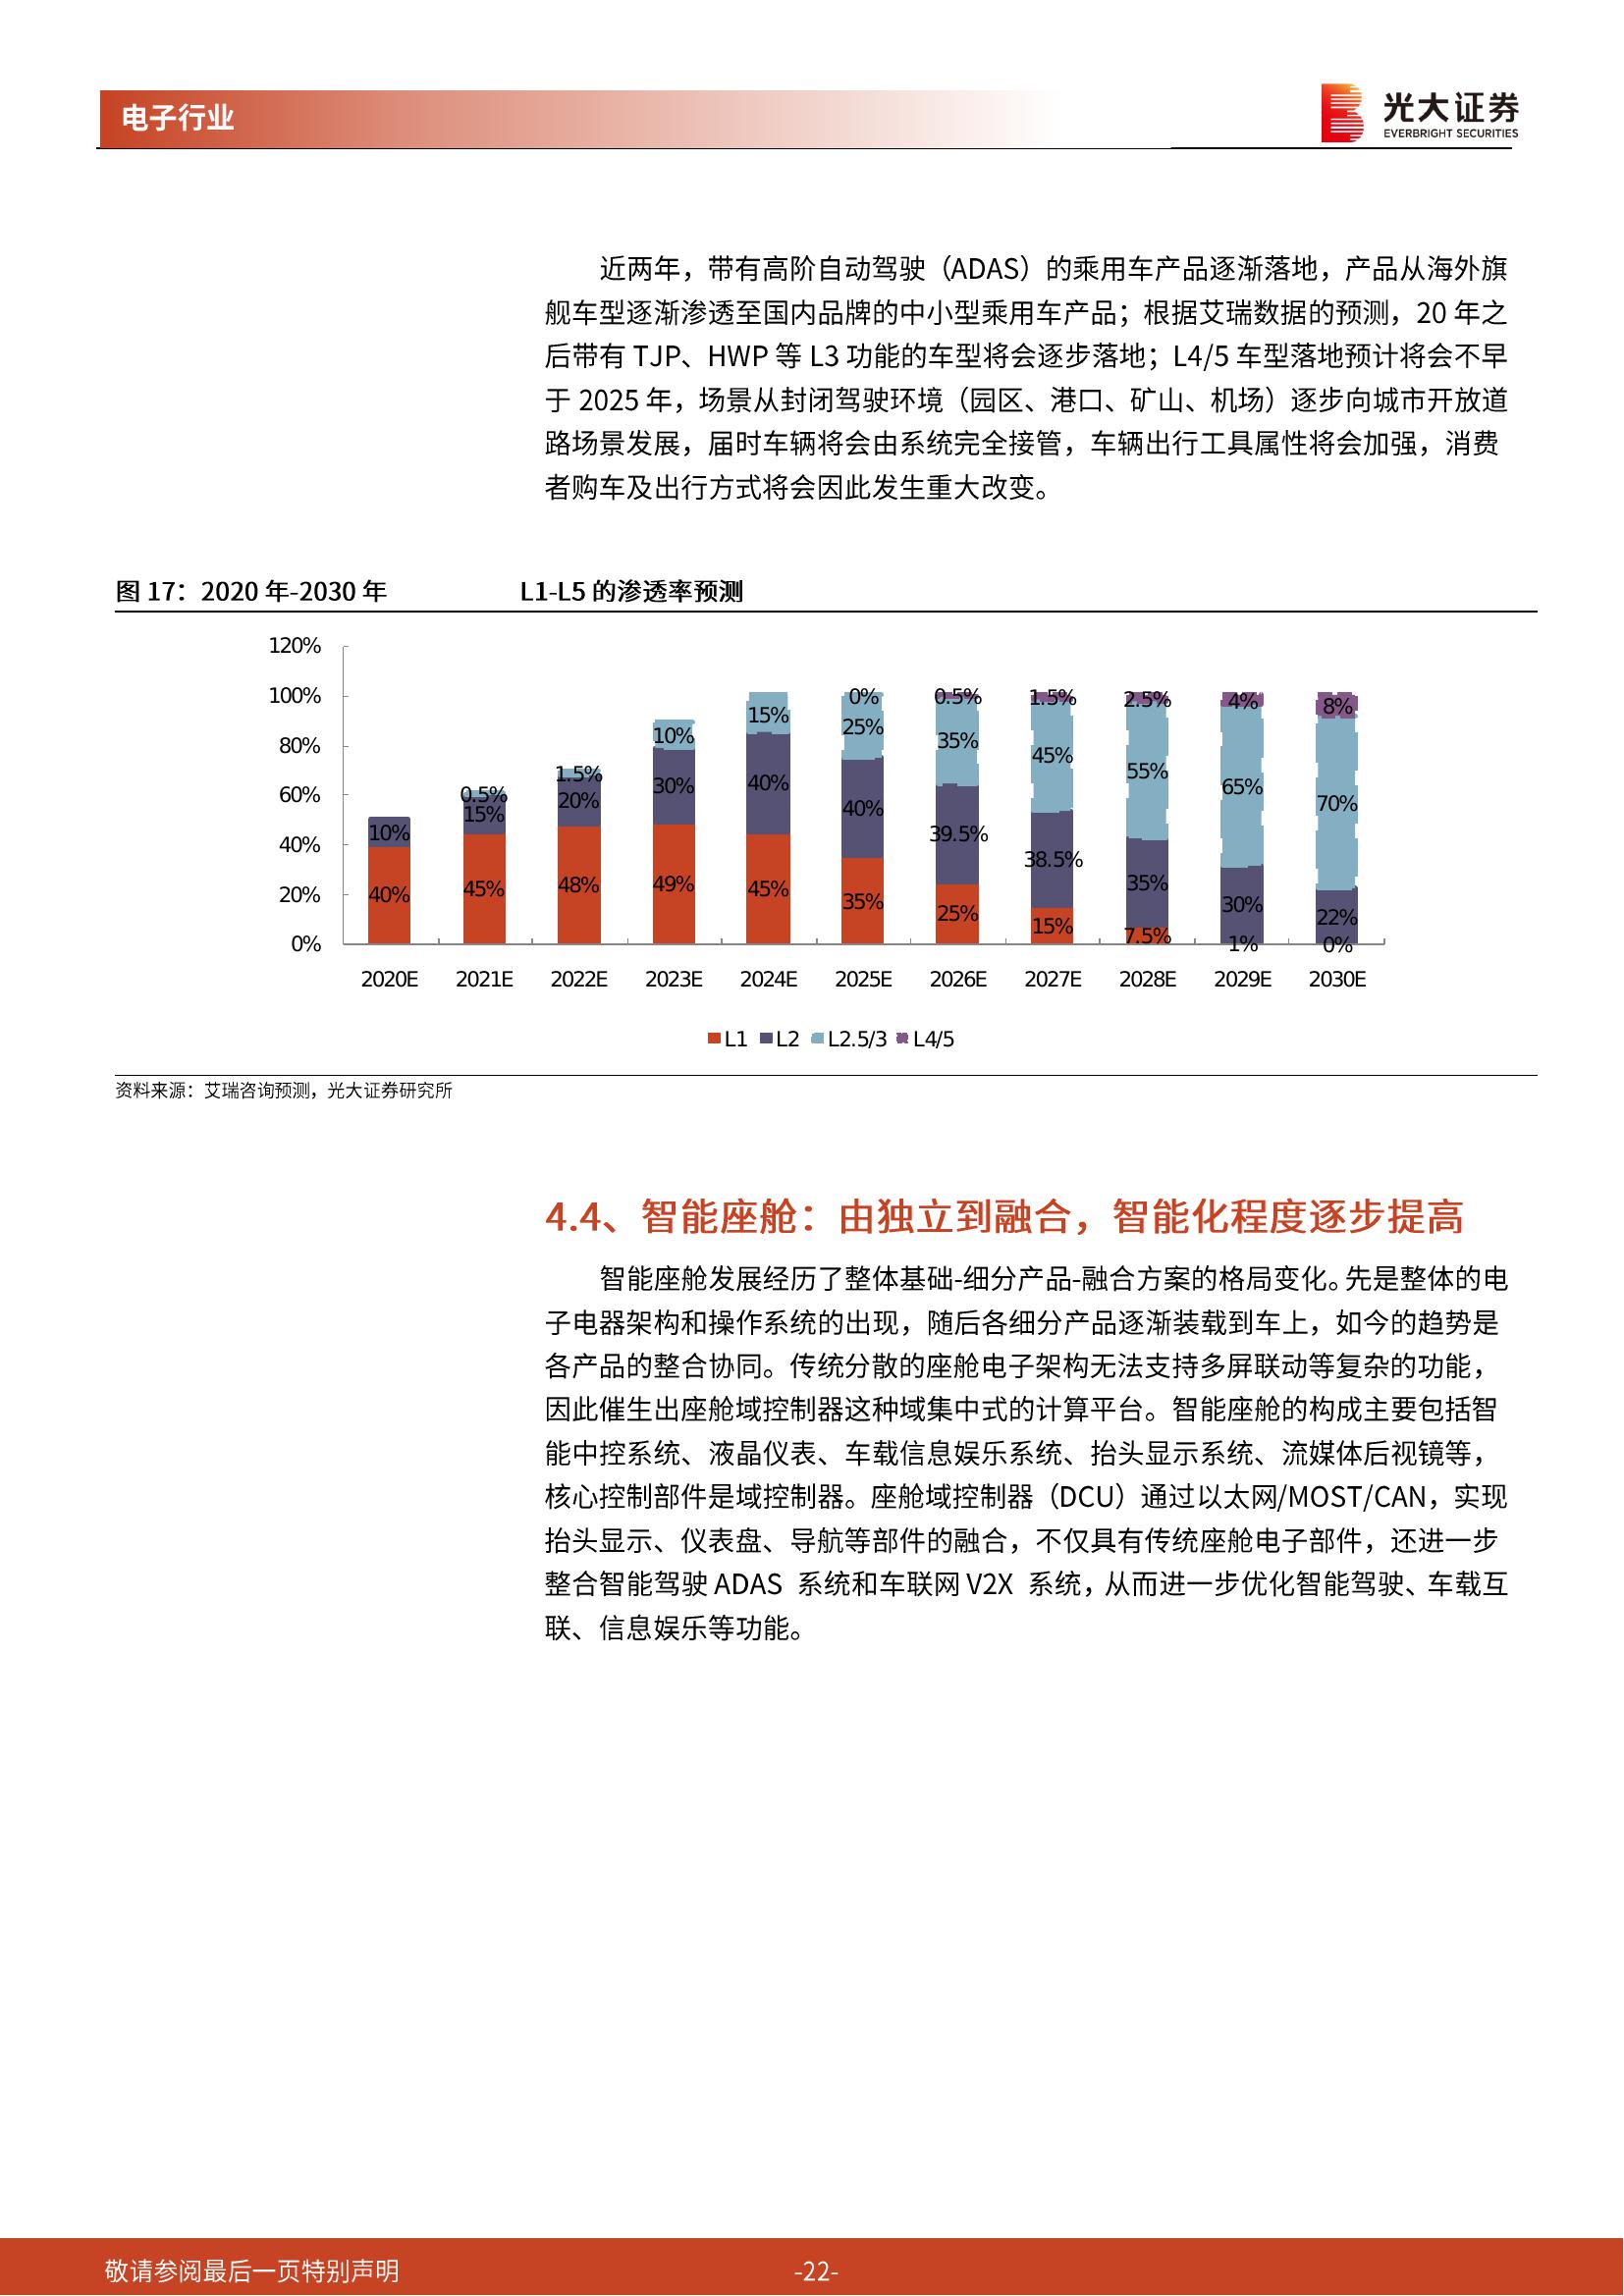 电子行业
光大证券
EVERBRIGHT SECURITIES
近两年，带有高阶自动驾驶（ADAS）的乘用车产品逐渐落地，产品从海外旗
舰车型逐渐渗透至国内品牌的中小型乘用车产品；根据艾瑞数据的预测，20 年之
后带有 TJP、HWP 等 L3 功能的车型将会逐步落地；L4/5 车型落地预计将会不早
于 2025 年，场景从封闭驾驶环境（园区、港口、矿山、机场）逐步向城市开放道
路场景发展，届时车辆将会由系统完全接管，车辆出行工具属性将会加强，消费
者购车及出行方式将会因此发生重大改变。
图 17：2020 年-2030 年 L1-L5 的渗透率预测
120%
100%
80%
60%
40%
20%
0%
40%
10%
45%
15%
0.5%
48%
20%
1.5%
49%
30%
10%
45%
40%
15%
35%
40%
25%
0%
25%
39.5%
35%
0.5%
15%
38.5%
45%
1.5%
7.5%
35%
55%
2.5%
1%
30%
65%
4%
0%
22%
70%
8%
2020E 2021E 2022E 2023E 2024E 2025E 2026E 2027E 2028E 2029E 2030E
L1 L2 L2.5/3 L4/5
资料来源：艾瑞咨询预测，光大证券研究所
4.4、智能座舱：由独立到融合，智能化程度逐步提高
智能座舱发展经历了整体基础-细分产品-融合方案的格局变化。先是整体的电
子电器架构和操作系统的出现，随后各细分产品逐渐装载到车上，如今的趋势是
各产品的整合协同。传统分散的座舱电子架构无法支持多屏联动等复杂的功能，
因此催生出座舱域控制器这种域集中式的计算平台。智能座舱的构成主要包括智
能中控系统、液晶仪表、车载信息娱乐系统、抬头显示系统、流媒体后视镜等，
核心控制部件是域控制器。座舱域控制器（DCU）通过以太网/MOST/CAN，实现
抬头显示、仪表盘、导航等部件的融合，不仅具有传统座舱电子部件，还进一步
整合智能驾驶 ADAS 系统和车联网 V2X 系统，从而进一步优化智能驾驶、车载互
联、信息娱乐等功能。
敬请参阅最后一页特别声明
-22-